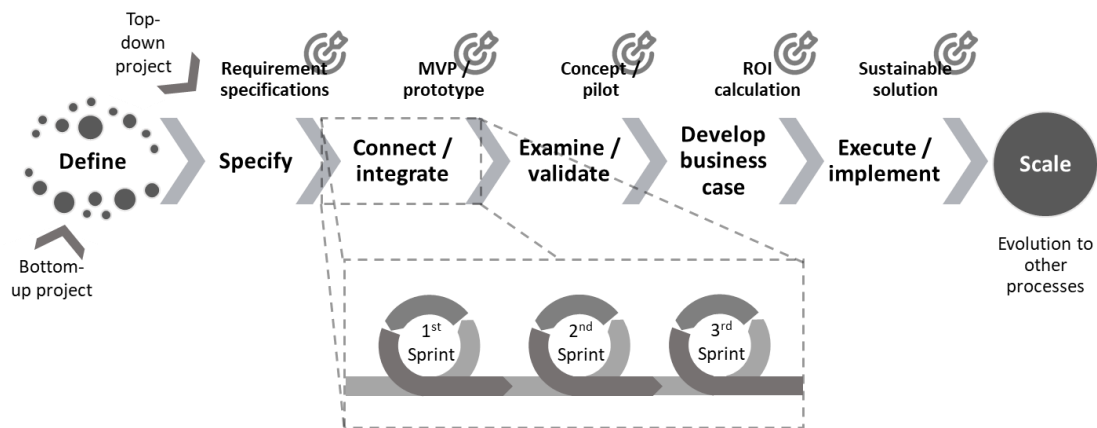 Top-
down
project
Requirement
specifications
MVP /
prototype
Concept /
pilot
ROI
calculation
Sustainable
solution
Define
Specify
Connect /
integrate
Examine /
validate
Develop
business
case
Execute /
implement
Scale
Bottom-
up project
Evolution to
other
processes
1st
Sprint
2nd
Sprint
3rd
Sprint